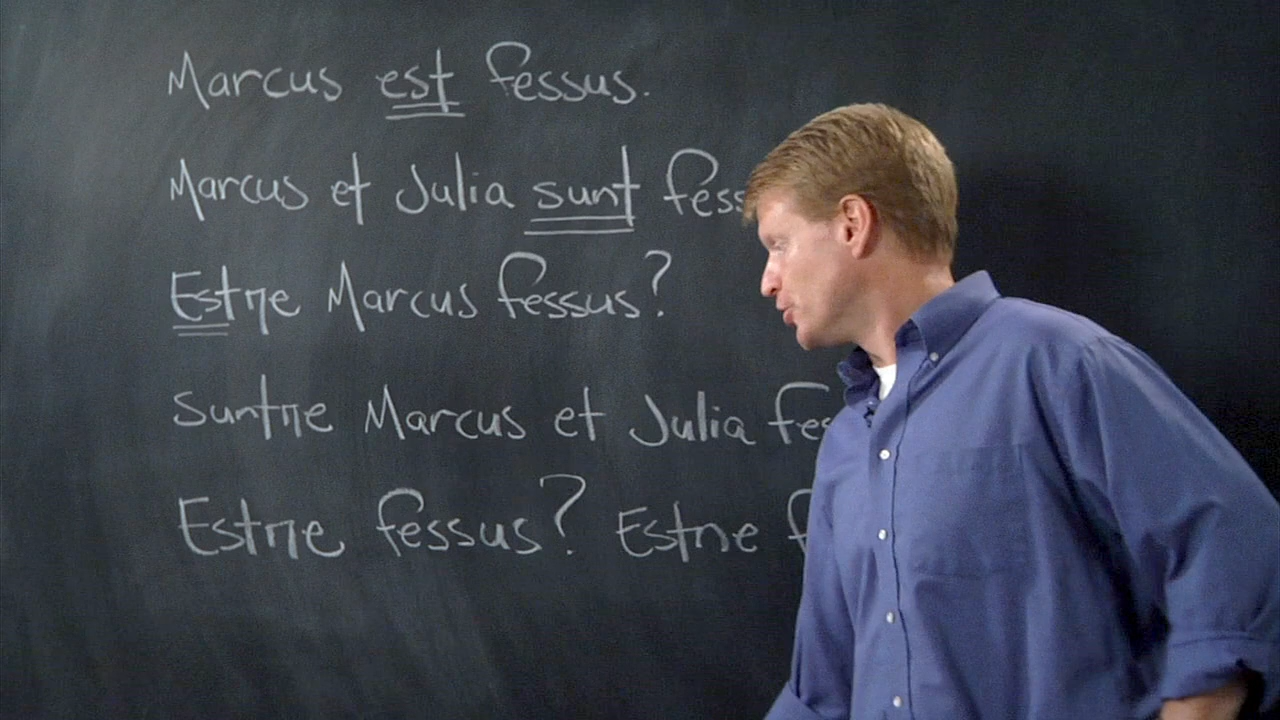 Marcus est fessus.
Marcus et Julia sunt fess
Estne Marcus fessus?
Suntne Marcus et Julia fes
Estne fessus? Estne f